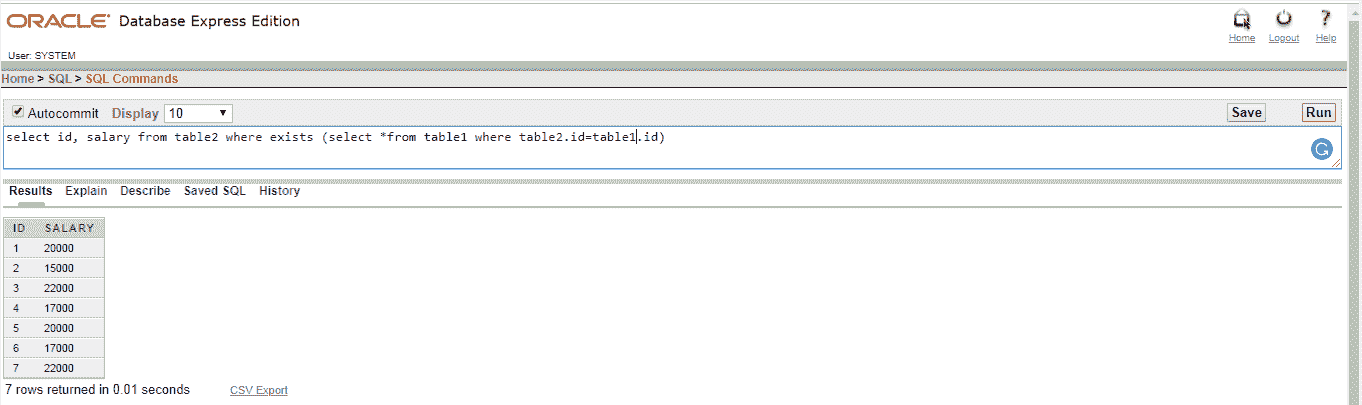 ORACLE® Database Express Edition
Home Logout Help
User: SYSTEM
Home > SQL > SQL Commands
Autocommit Display 10 Save Run
select id, salary from table2 where exists (select *from table1 where table2.id=table1.id)
Results Explain Describe Saved SQL History
ID SALARY
1 20000
2 15000
3 22000
4 17000
5 20000
6 17000
7 22000
7 rows returned in 0.01 seconds CSV Export